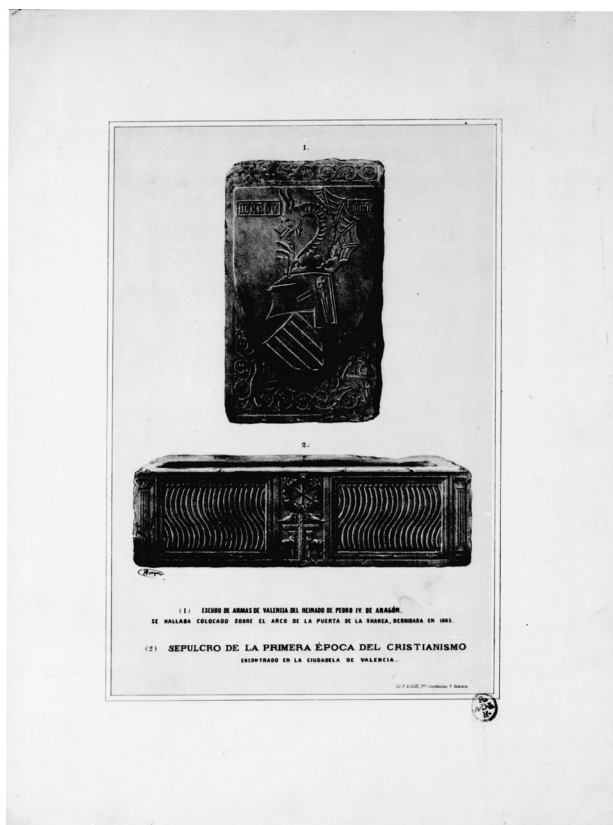 1.
2.
(1) ESCUDO DE ARMAS DE VALENCIA DEL REINADO DE PEDRO IV. DE ARAGÓN.
SE HALLABA COLOCADO SOBRE EL ARCO DE LA PUERTA DE LA SHAREA, DERRIBADA EN 1865.
(2) SEPULCRO DE LA PRIMERA ÉPOCA DEL CRISTIANISMO
ENCONTRADO EN LA CIUDADELA DE VALENCIA.